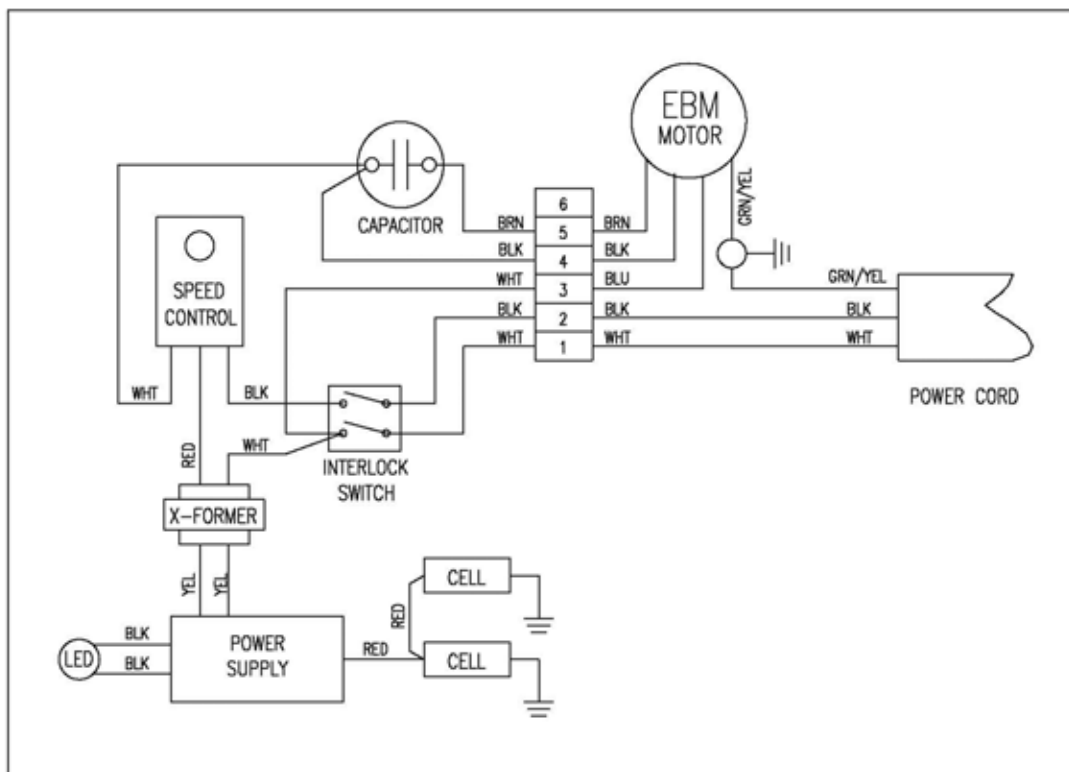 EBM
MOTOR
GRN/YEL
CAPACITOR
6
BRN 5 BRN
BLK 4 BLK
WHT 3 BLU
BLK 2 BLK
WHT 1 WHT
GRN/YEL
BLK
WHT
POWER CORD
SPEED
CONTROL
WHT
BLK
RED
WHT
INTERLOCK
SWITCH
X-FORMER
YEL
YEL
CELL
RED
CELL
RED
POWER
SUPPLY
BLK
LED
BLK